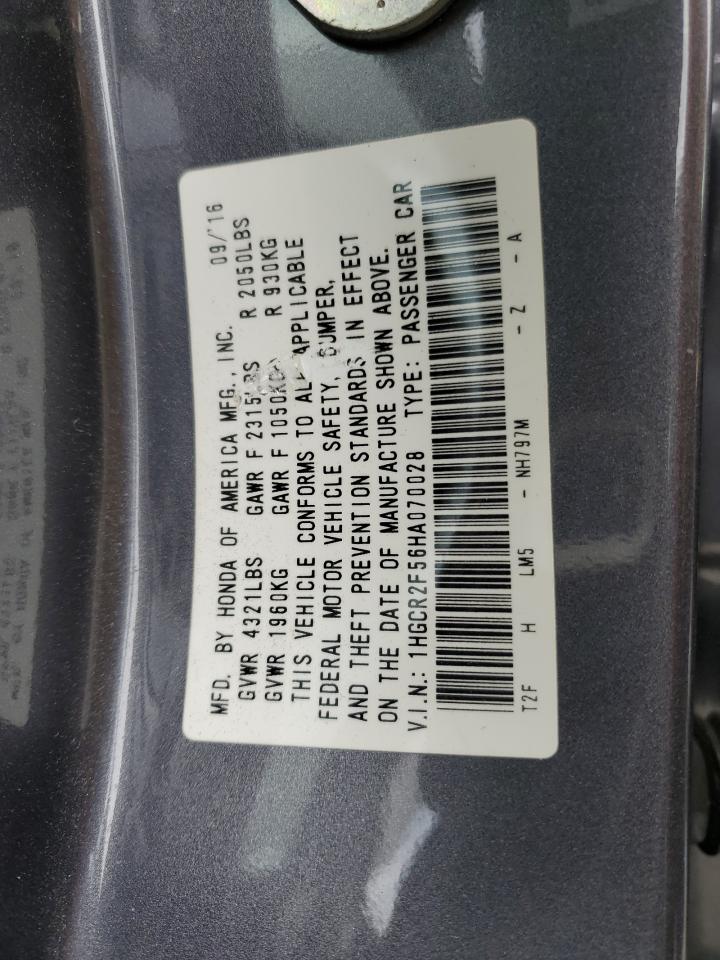 MFD. BY HONDA OF AMERICA MFG., INC. 09/'16
GVWR 4321LBS GAWR F 2315LBS R 2050LBS
GVWR 1960KG GAWR F 1050KG R 930KG
THIS VEHICLE CONFORMS TO ALL APPLICABLE
FEDERAL MOTOR VEHICLE SAFETY, BUMPER,
AND THEFT PREVENTION STANDARDS IN EFFECT
ON THE DATE OF MANUFACTURE SHOWN ABOVE.
V.I.N.: 1HGCR2F56HA070028 TYPE: PASSENGER CAR
T2F H LM5 - NH797M - Z - A